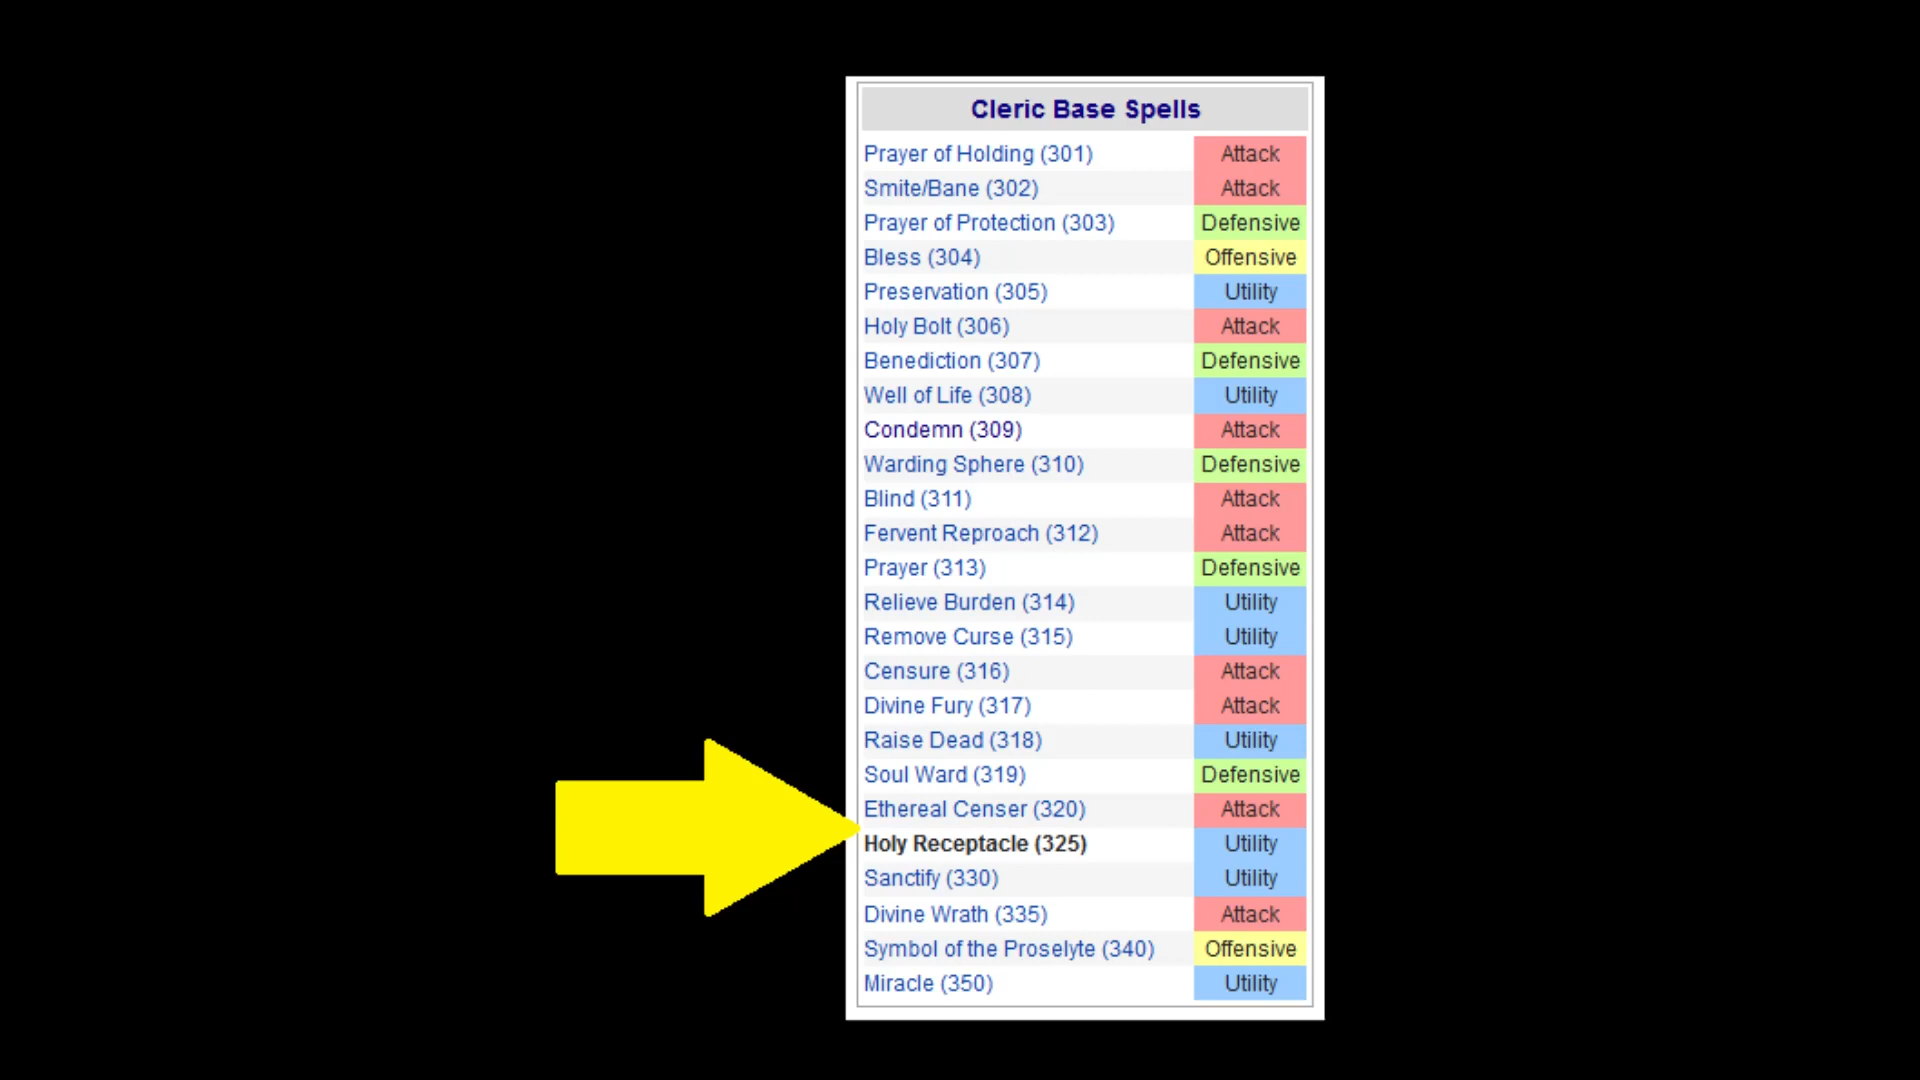 Cleric Base Spells
Prayer of Holding (301) Attack
Smite/Bane (302) Attack
Prayer of Protection (303) Defensive
Bless (304) Offensive
Preservation (305) Utility
Holy Bolt (306) Attack
Benediction (307) Defensive
Well of Life (308) Utility
Condemn (309) Attack
Warding Sphere (310) Defensive
Blind (311) Attack
Fervent Reproach (312) Attack
Prayer (313) Defensive
Relieve Burden (314) Utility
Remove Curse (315) Utility
Censure (316) Attack
Divine Fury (317) Attack
Raise Dead (318) Utility
Soul Ward (319) Defensive
Ethereal Censer (320) Attack
Holy Receptacle (325) Utility
Sanctify (330) Utility
Divine Wrath (335) Attack
Symbol of the Proselyte (340) Offensive
Miracle (350) Utility